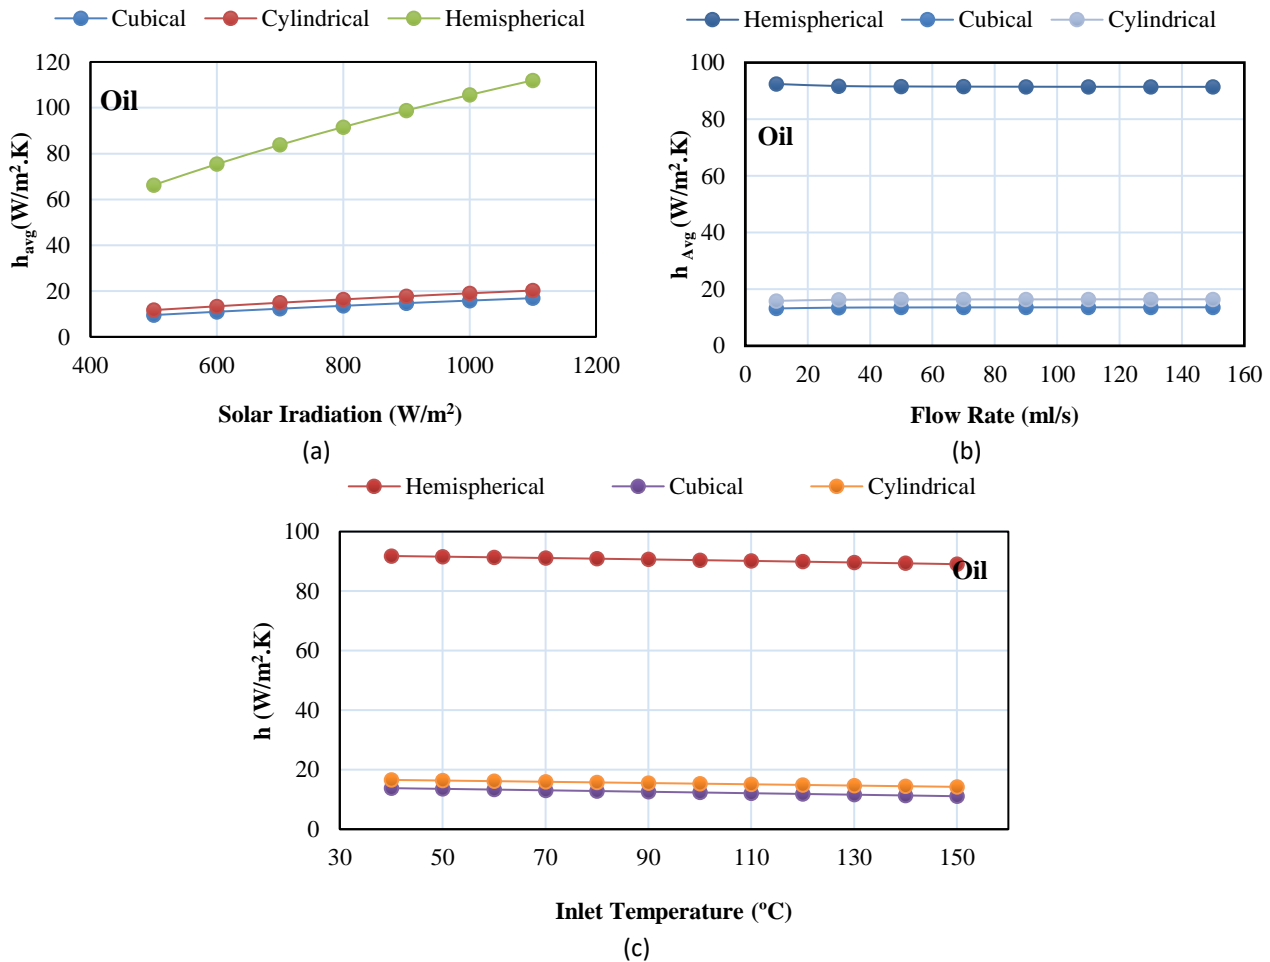 Cubical Cylindrical Hemispherical
120
100
80
60
40
20
0
Oil
h_avg(W/m².K)
400 600 800 1000 1200
Solar Iradiation (W/m²)
(a)
Hemispherical Cubical Cylindrical
100
80
60
40
20
0
Oil
h Avg (W/m².K)
0 20 40 60 80 100 120 140 160
Flow Rate (ml/s)
(b)
Hemispherical Cubical Cylindrical
100
80
60
40
20
0
Oil
h (W/m².K)
30 50 70 90 110 130 150
Inlet Temperature (ºC)
(c)